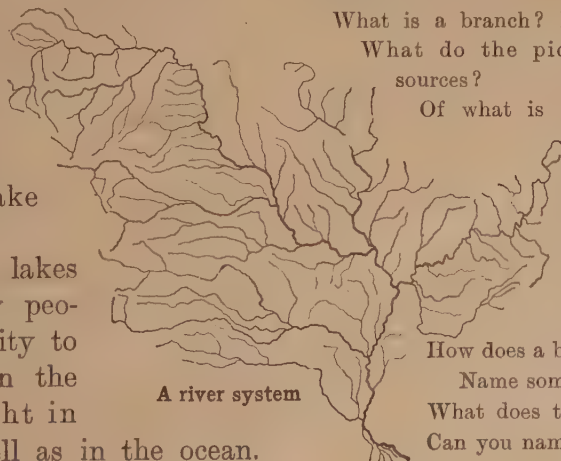 What is a branch?
What do the pic
sources?
Of what is
ake
lakes
peo-
ity to
n the
ht in
ll as in the ocean.
A river system
How does a b
Name som
What does t
Can you nam